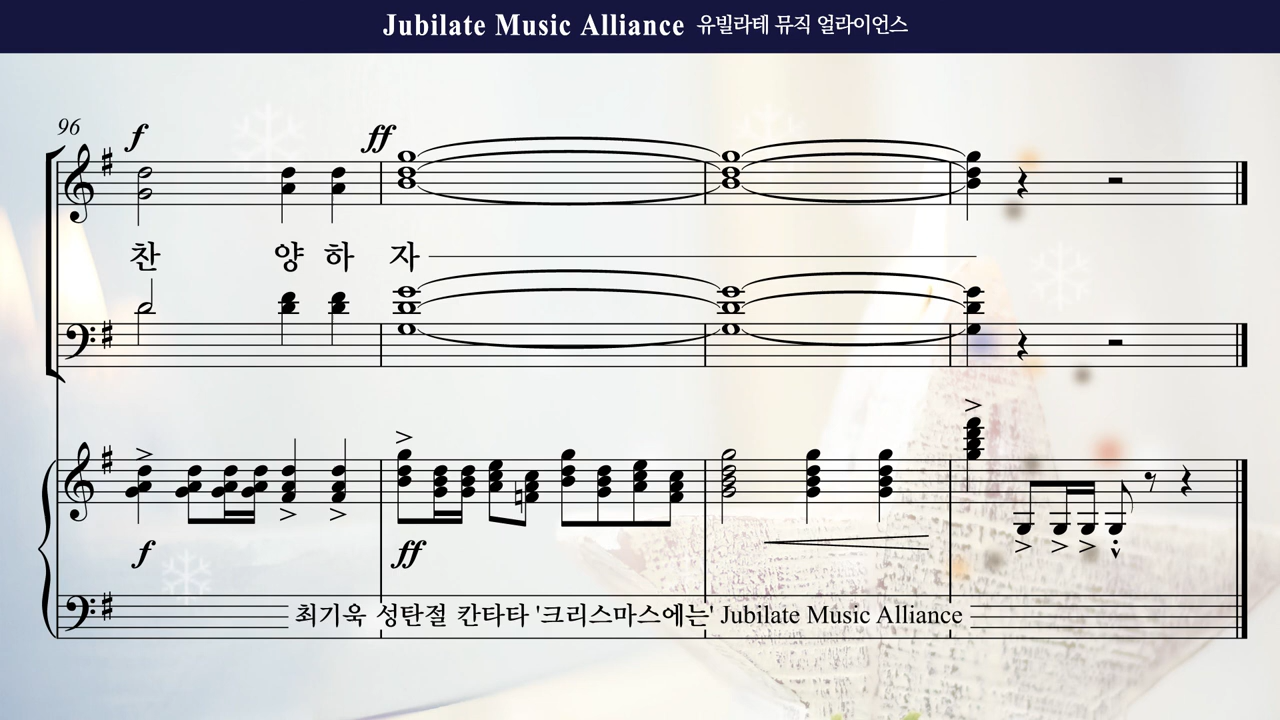 Jubilate Music Alliance 유빌라테 뮤직 얼라이언스
96
f
ff
찬 양 하 자
f
ff
최기욱 성탄절 칸타타 '크리스마스에는' Jubilate Music Alliance